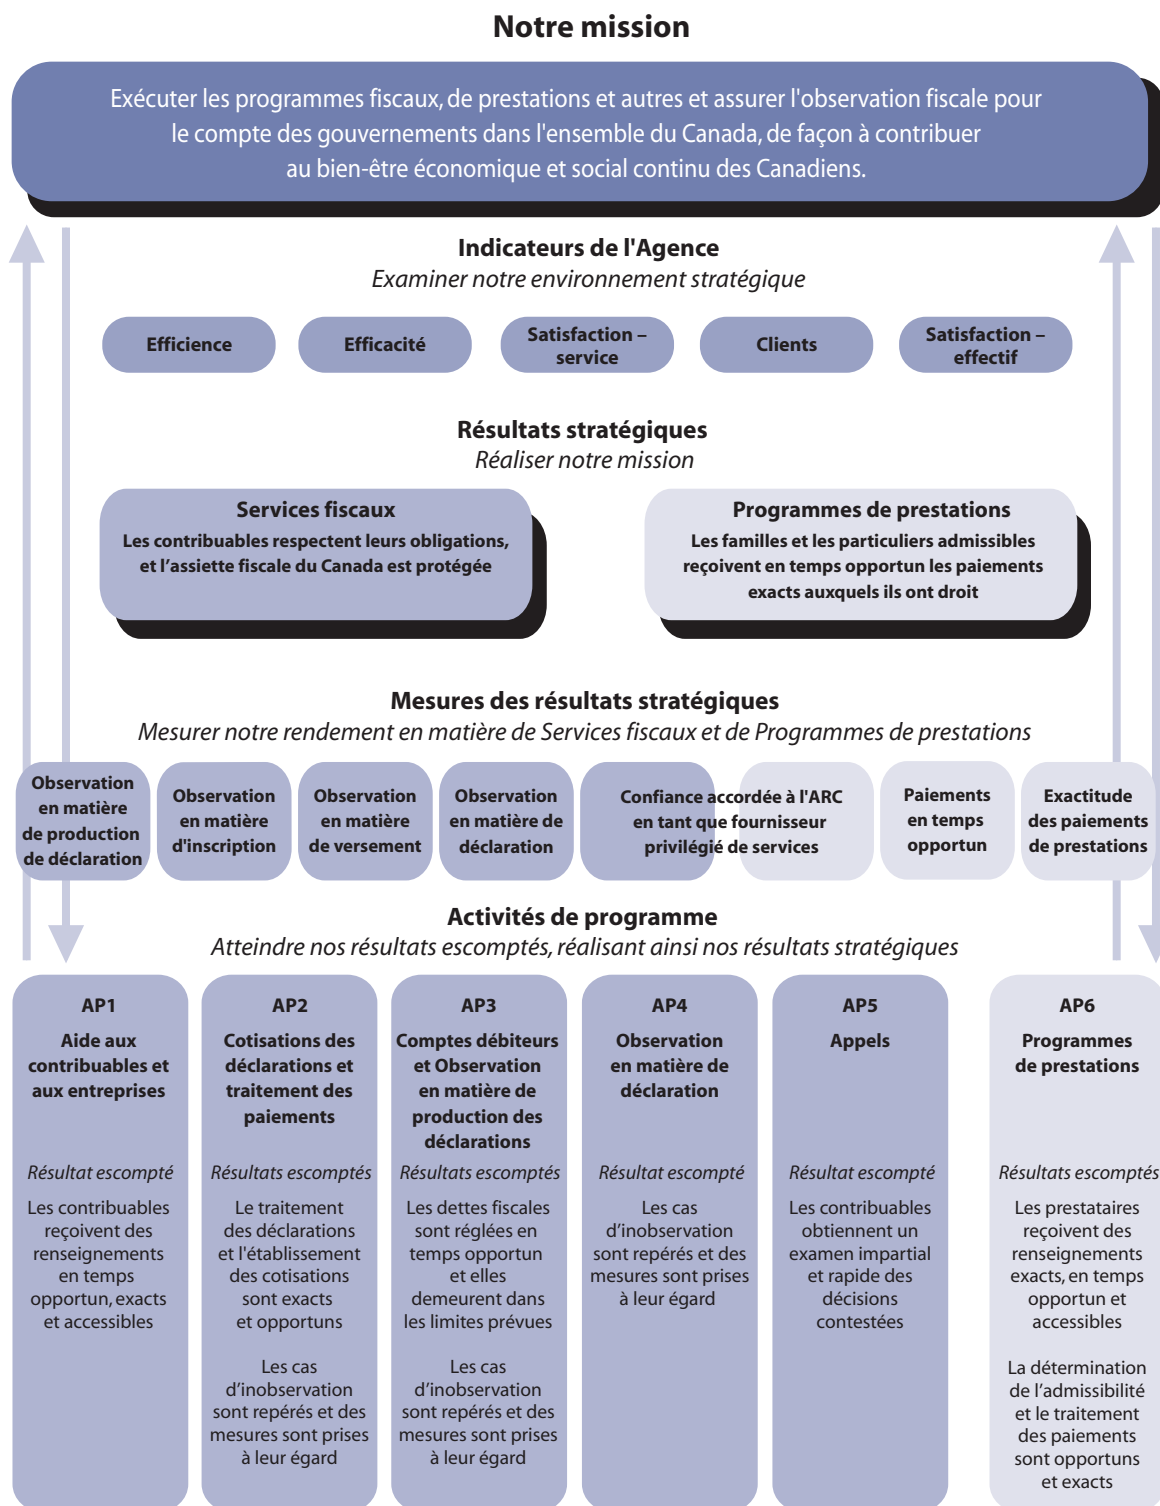 Notre mission
Exécuter les programmes fiscaux, de prestations et autres et assurer l'observation fiscale pour
le compte des gouvernements dans l'ensemble du Canada, de façon à contribuer
au bien-être économique et social continu des Canadiens.
Indicateurs de l'Agence
Examiner notre environnement stratégique
Efficience
Efficacité
Satisfaction –
service
Clients
Satisfaction –
effectif
Résultats stratégiques
Réaliser notre mission
Services fiscaux
Les contribuables respectent leurs obligations,
et l’assiette fiscale du Canada est protégée
Programmes de prestations
Les familles et les particuliers admissibles
reçoivent en temps opportun les paiements
exacts auxquels ils ont droit
Mesures des résultats stratégiques
Mesurer notre rendement en matière de Services fiscaux et de Programmes de prestations
Observation
en matière
de production
de déclaration
Observation
en matière
d'inscription
Observation
en matière
de versement
Observation
en matière de
déclaration
Confiance accordée à l'ARC
en tant que fournisseur
privilégié de services
Paiements
en temps
opportun
Exactitude
des paiements
de prestations
Activités de programme
Atteindre nos résultats escomptés, réalisant ainsi nos résultats stratégiques
AP1
Aide aux
contribuables et
aux entreprises
Résultat escompté
Les contribuables
reçoivent des
renseignements
en temps
opportun, exacts
et accessibles
AP2
Cotisations des
déclarations et
traitement des
paiements
Résultats escomptés
Le traitement
des déclarations
et l'établissement
des cotisations
sont exacts
et opportuns
Les cas
d’inobservation
sont repérés et des
mesures sont prises
à leur égard
AP3
Comptes débiteurs
et Observation
en matière de
production des
déclarations
Résultats escomptés
Les dettes fiscales
sont réglées en
temps opportun
et elles
demeurent dans
les limites prévues
Les cas
d’inobservation
sont repérés et des
mesures sont prises
à leur égard
AP4
Observation
en matière de
déclaration
Résultat escompté
Les cas
d’inobservation
sont repérés et des
mesures sont prises
à leur égard
AP5
Appels
Résultat escompté
Les contribuables
obtiennent un
examen impartial
et rapide des
décisions
contestées
AP6
Programmes
de prestations
Résultats escomptés
Les prestataires
reçoivent des
renseignements
exacts, en temps
opportun et
accessibles
La détermination
de l’admissibilité
et le traitement
des paiements
sont opportuns
et exacts